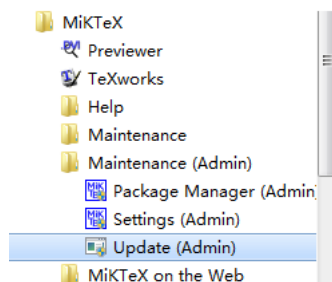 MiKTeX
Previewer
TeXworks
Help
Maintenance
Maintenance (Admin)
Package Manager (Admin)
Settings (Admin)
Update (Admin)
MiKTeX on the Web